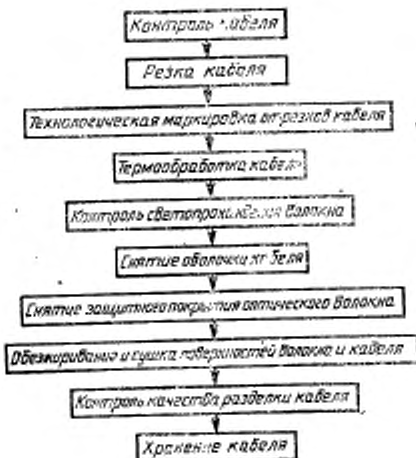 Контроль кабеля
Резка кабеля
Технологическая маркировка отрезков кабеля
Термообработка кабеля
Контроль светопрохождения волокна
Снятие оболочки кабеля
Снятие защитного покрытия оптического волокна
Обезжиривание и сушка поверхностей волокна и кабеля
Контроль качества разделки кабеля
Хранение кабеля